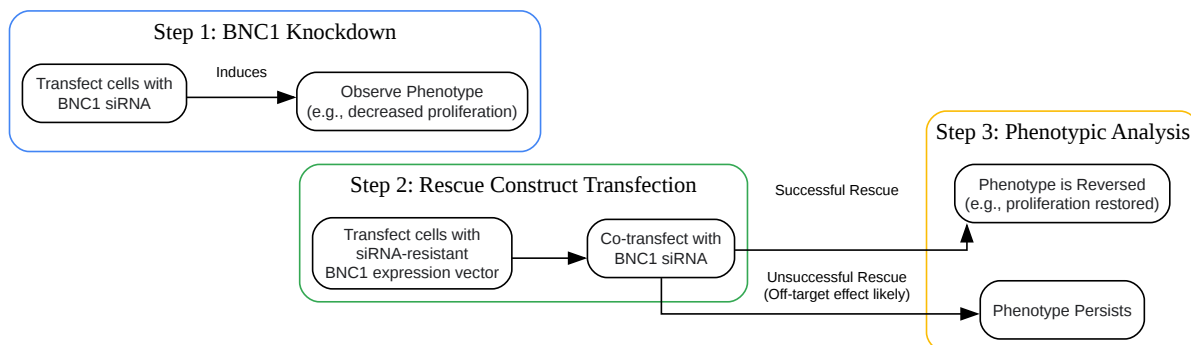 Step 1: BNC1 Knockdown
Transfect cells with
BNC1 siRNA
Induces
Observe Phenotype
(e.g., decreased proliferation)
Step 2: Rescue Construct Transfection
Transfect cells with
siRNA-resistant
BNC1 expression vector
Co-transfect with
BNC1 siRNA
Successful Rescue
Unsuccessful Rescue
(Off-target effect likely)
Step 3: Phenotypic Analysis
Phenotype is Reversed
(e.g., proliferation restored)
Phenotype Persists